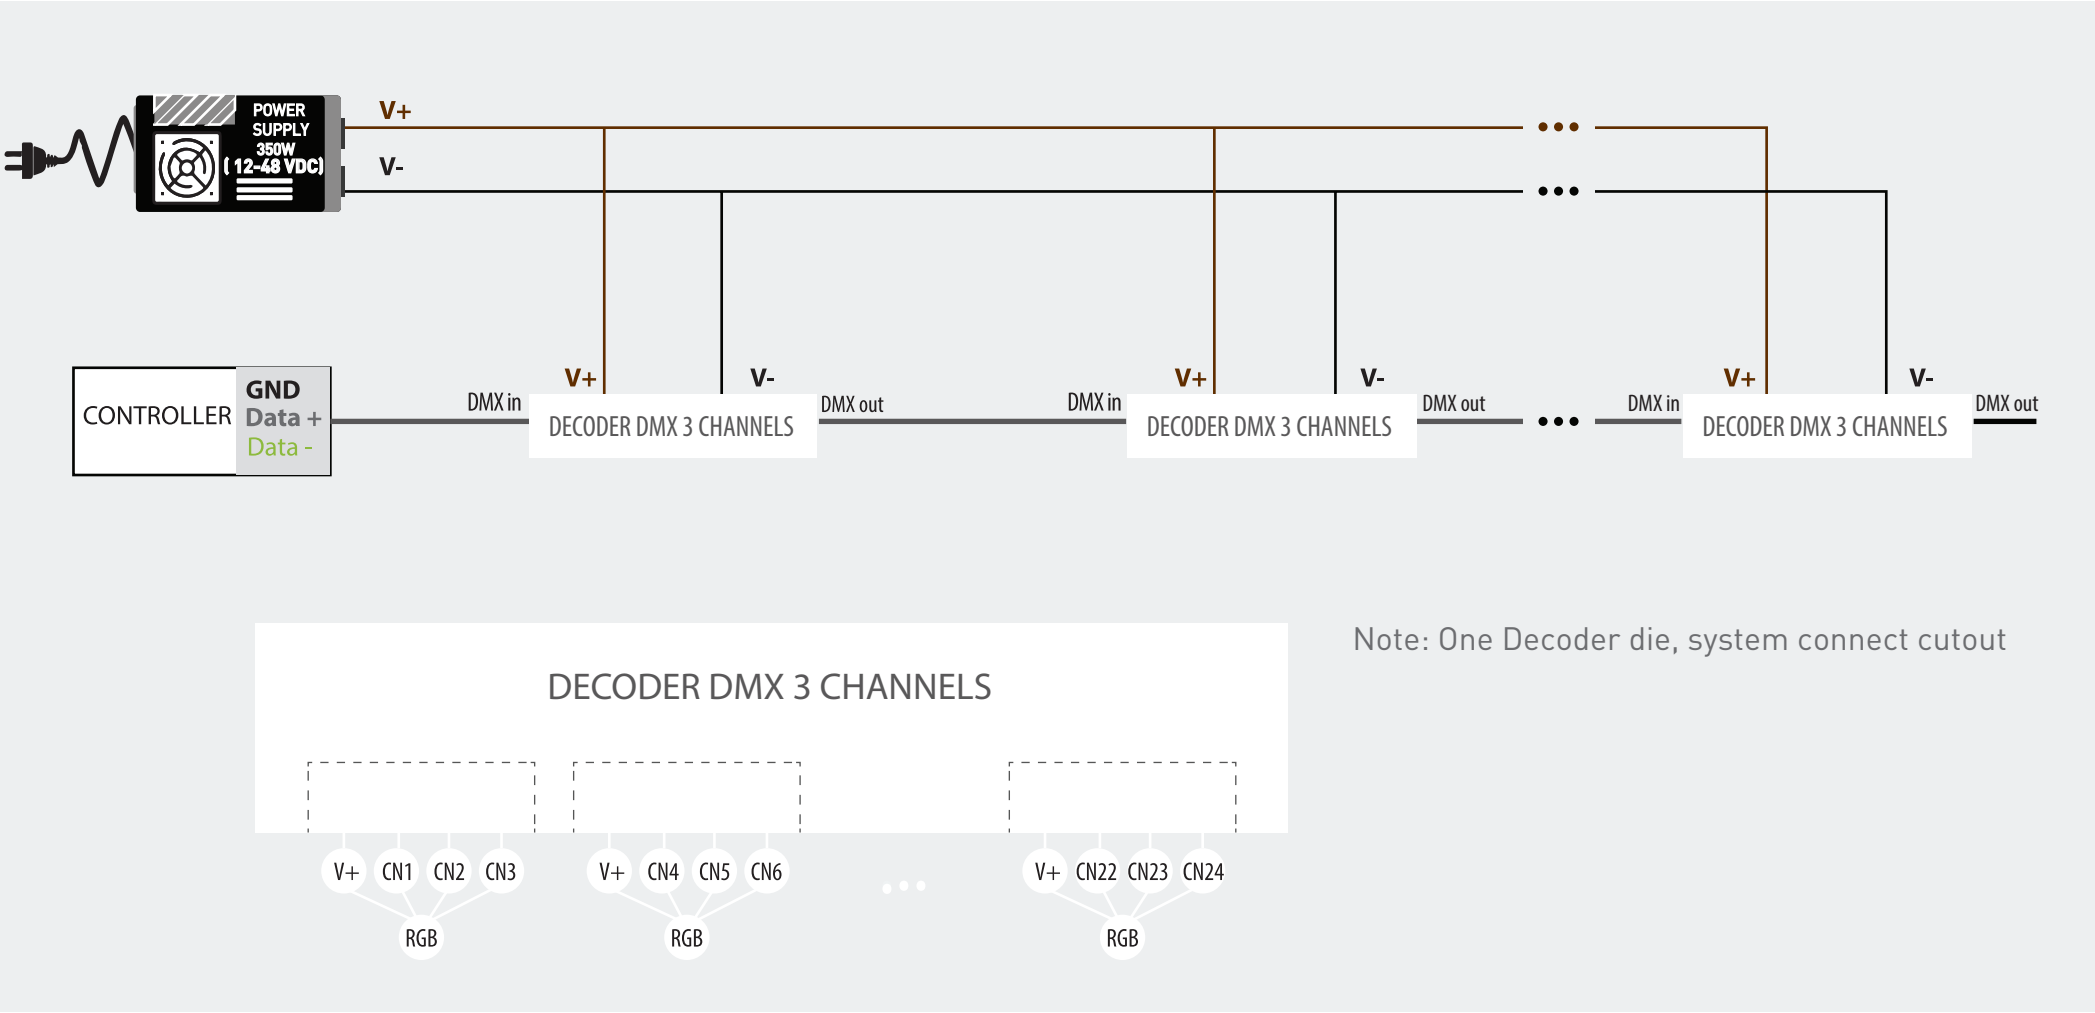 POWER
SUPPLY
350W
( 12-48 VDC)
V+
V-
CONTROLLER
GND
Data +
Data -
DMX in
V+
V-
DECODER DMX 3 CHANNELS
DMX out
DMX in
V+
V-
DECODER DMX 3 CHANNELS
DMX out
DMX in
V+
V-
DECODER DMX 3 CHANNELS
DMX out
Note: One Decoder die, system connect cutout
DECODER DMX 3 CHANNELS
V+ CN1 CN2 CN3
RGB
V+ CN4 CN5 CN6
RGB
V+ CN22 CN23 CN24
RGB